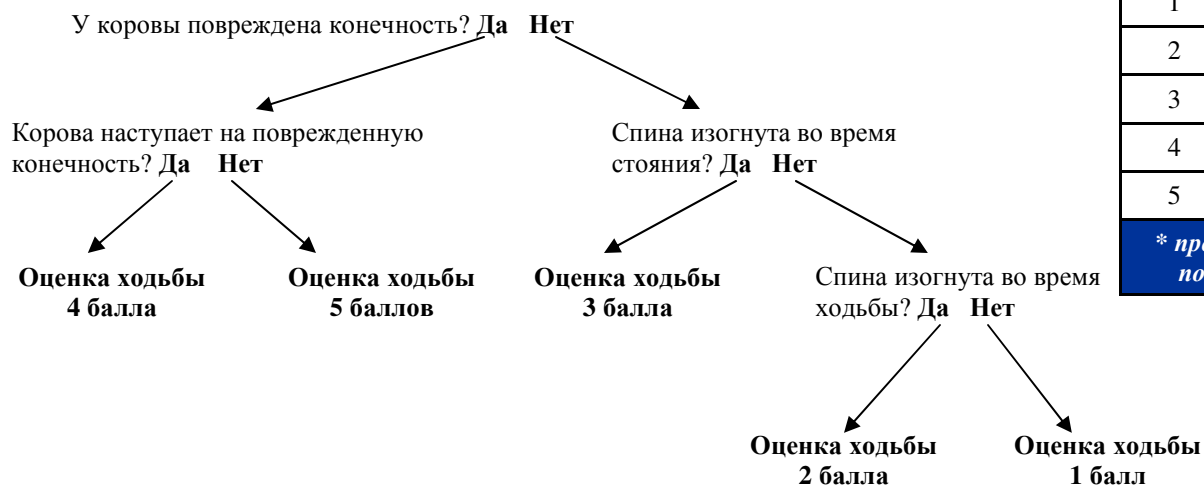 У коровы повреждена конечность? Да Нет
Корова наступает на поврежденную
конечность? Да Нет
Спина изогнута во время
стояния? Да Нет
Оценка ходьбы
4 балла
Оценка ходьбы
5 баллов
Оценка ходьбы
3 балла
Спина изогнута во время
ходьбы? Да Нет
Оценка ходьбы
2 балла
Оценка ходьбы
1 балл
1
2
3
4
5
*